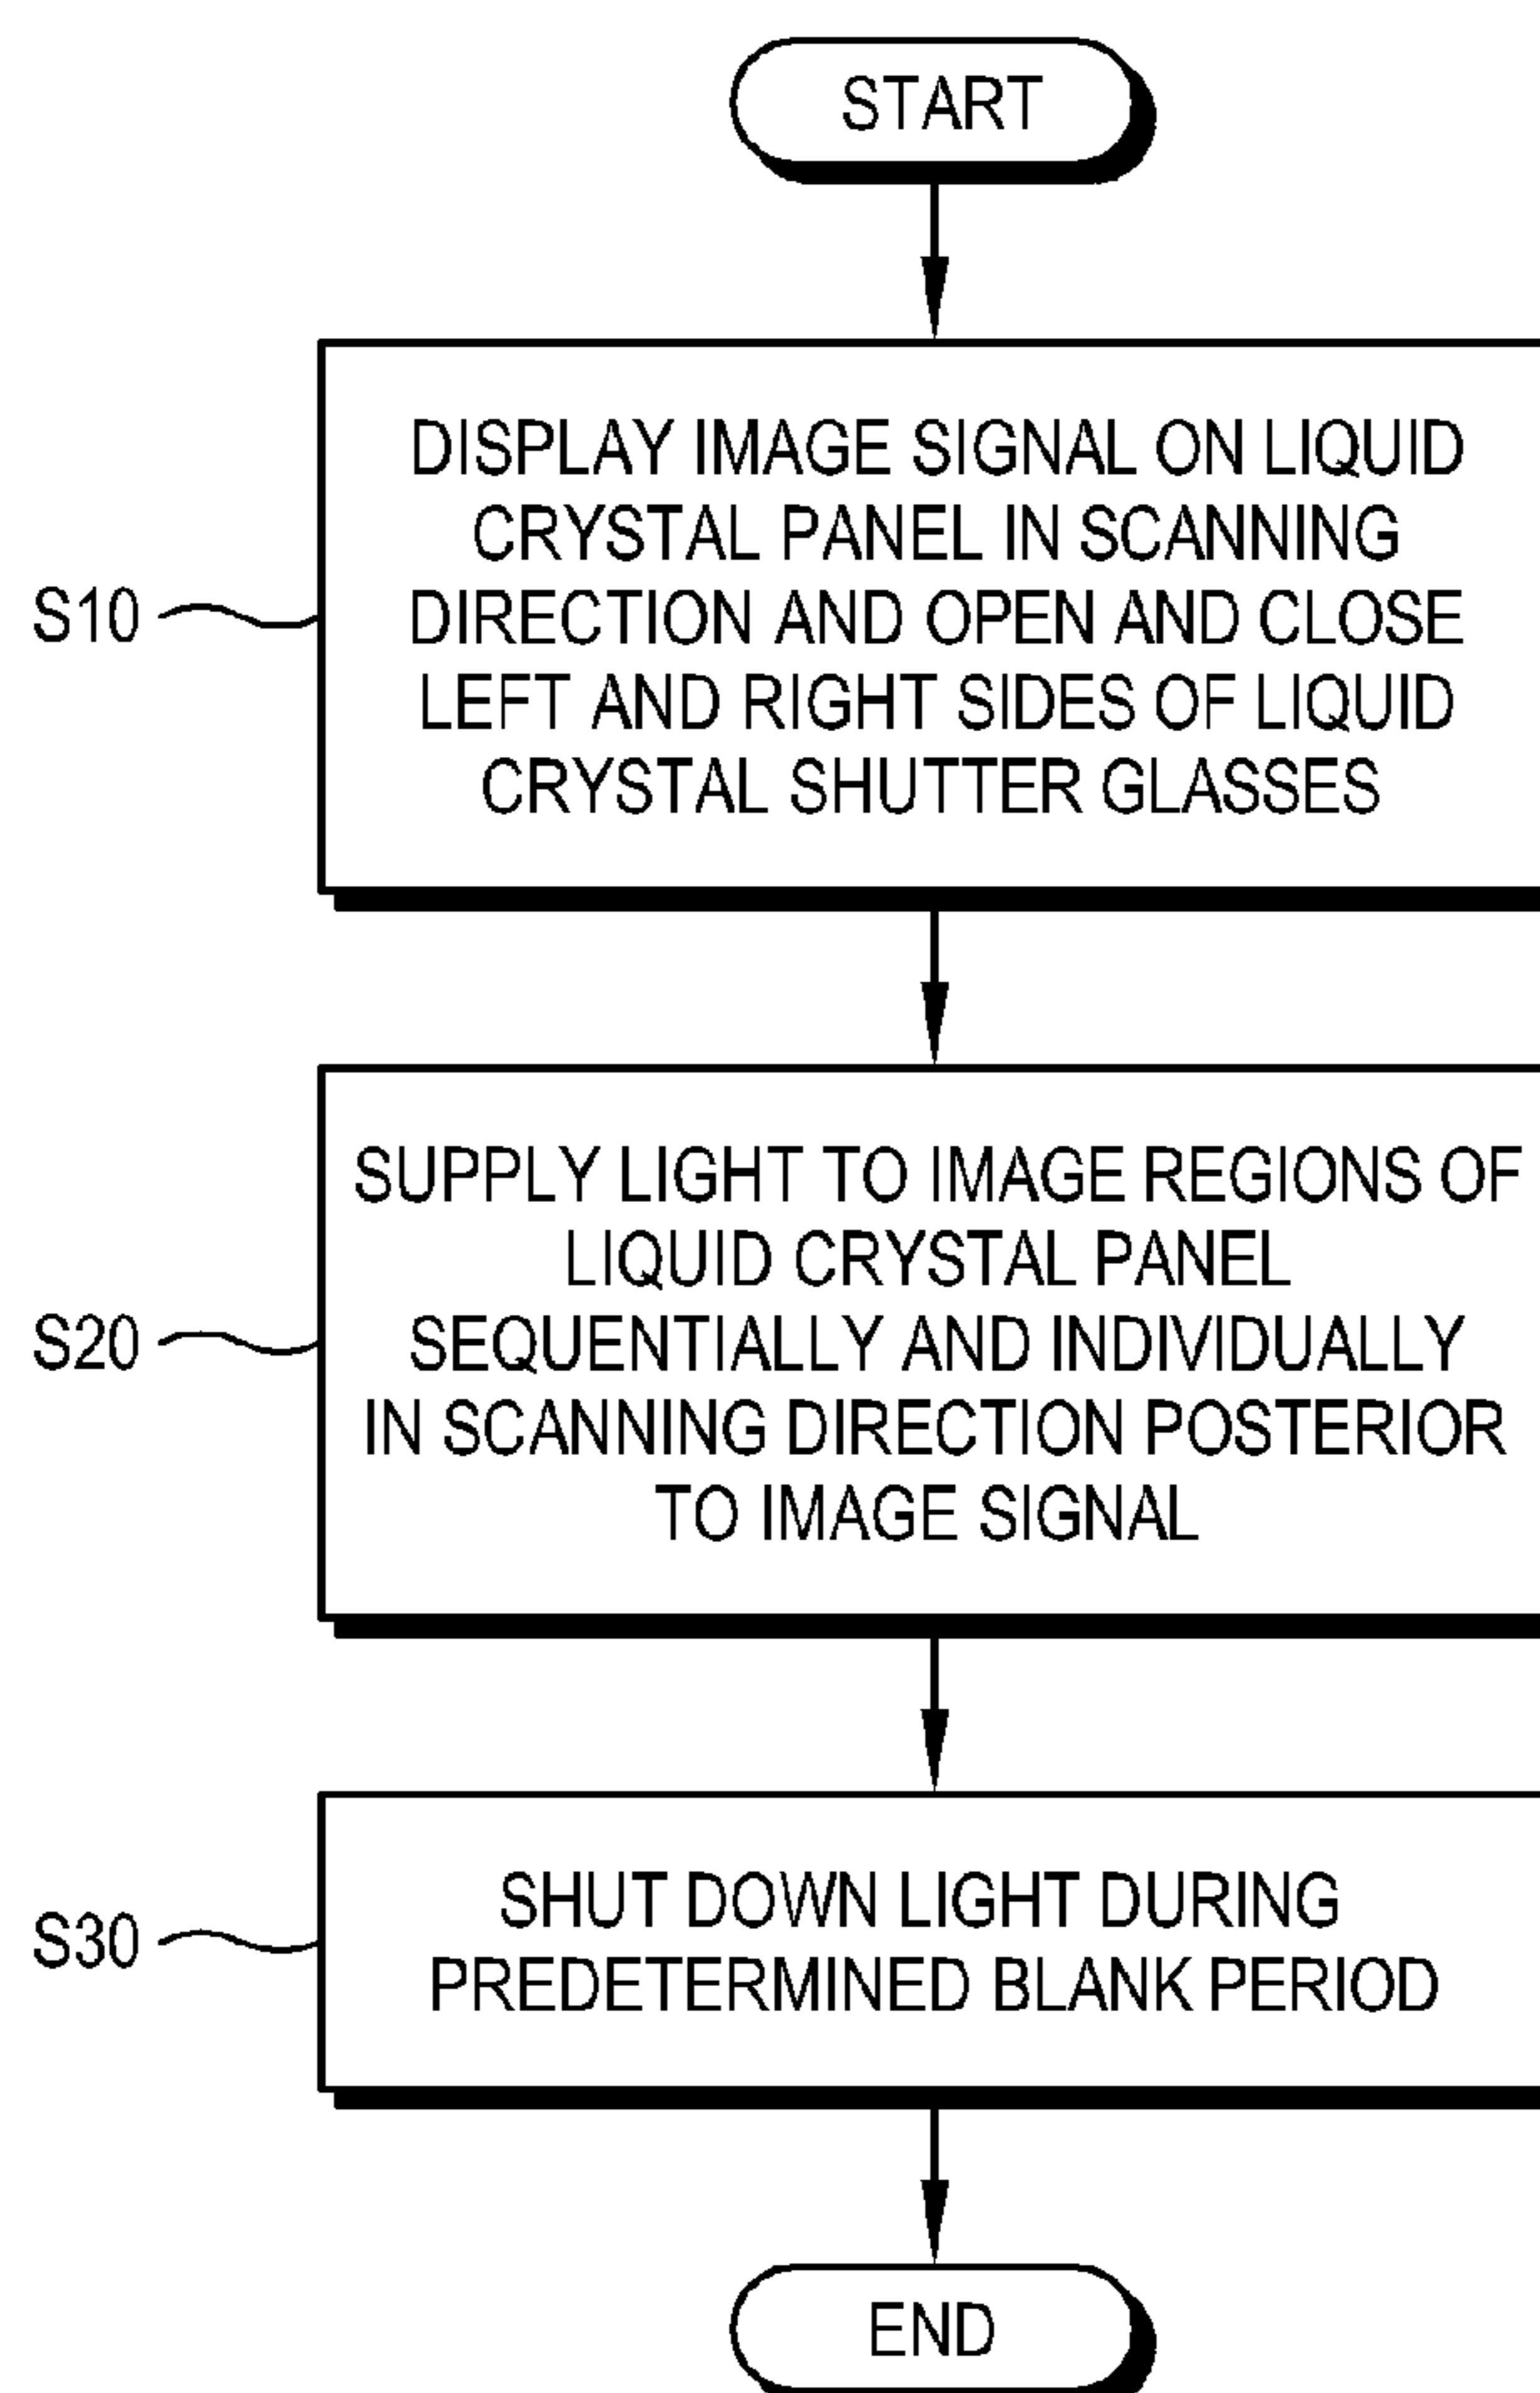 START
DISPLAY IMAGE SIGNAL ON LIQUID
CRYSTAL PANEL IN SCANNING
DIRECTION AND OPEN AND CLOSE
LEFT AND RIGHT SIDES OF LIQUID
CRYSTAL SHUTTER GLASSES
S10
SUPPLY LIGHT TO IMAGE REGIONS OF
LIQUID CRYSTAL PANEL
SEQUENTIALLY AND INDIVIDUALLY
IN SCANNING DIRECTION POSTERIOR
TO IMAGE SIGNAL
S20
SHUT DOWN LIGHT DURING
PREDETERMINED BLANK PERIOD
S30
END